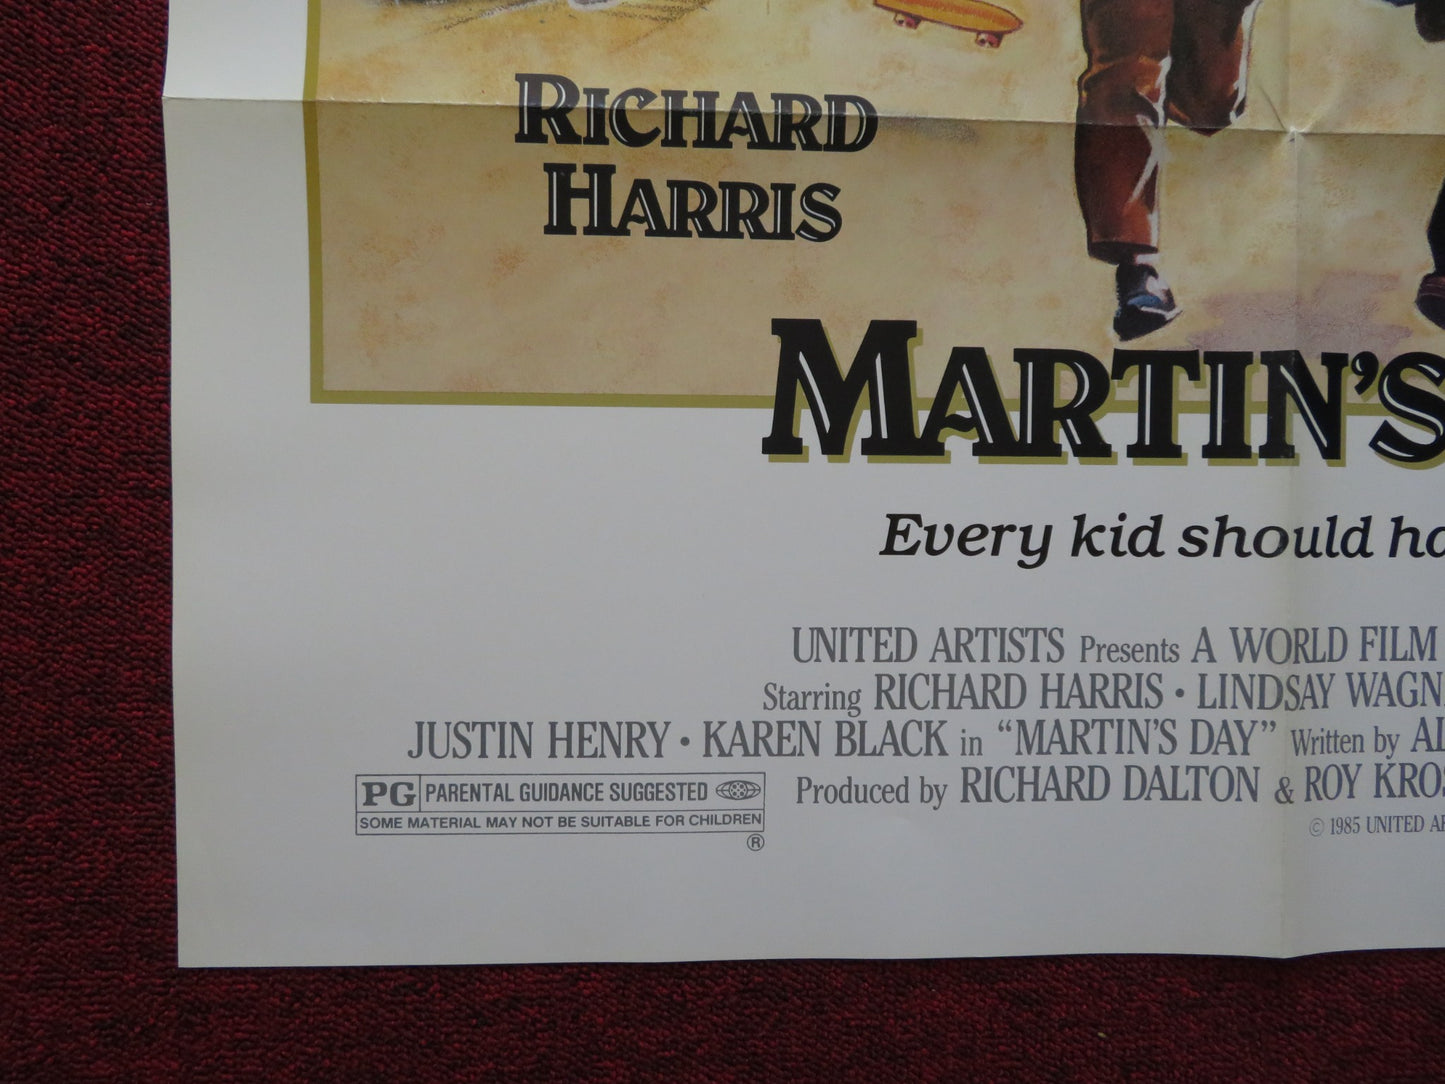 RICHARD
HARRIS
MARTIN'S
Every kid should
UNITED ARTISTS Presents A WORLD FILM
Starring RICHARD HARRIS • LINDSAY WAGN
JUSTIN HENRY • KAREN BLACK in "MARTIN'S DAY" Written by
PG PARENTAL GUIDANCE SUGGESTED
SOME MATERIAL MAY NOT BE SUITABLE FOR CHILDREN
®
Produced by RICHARD DALTON & ROY KROS
© 1985 UNITED